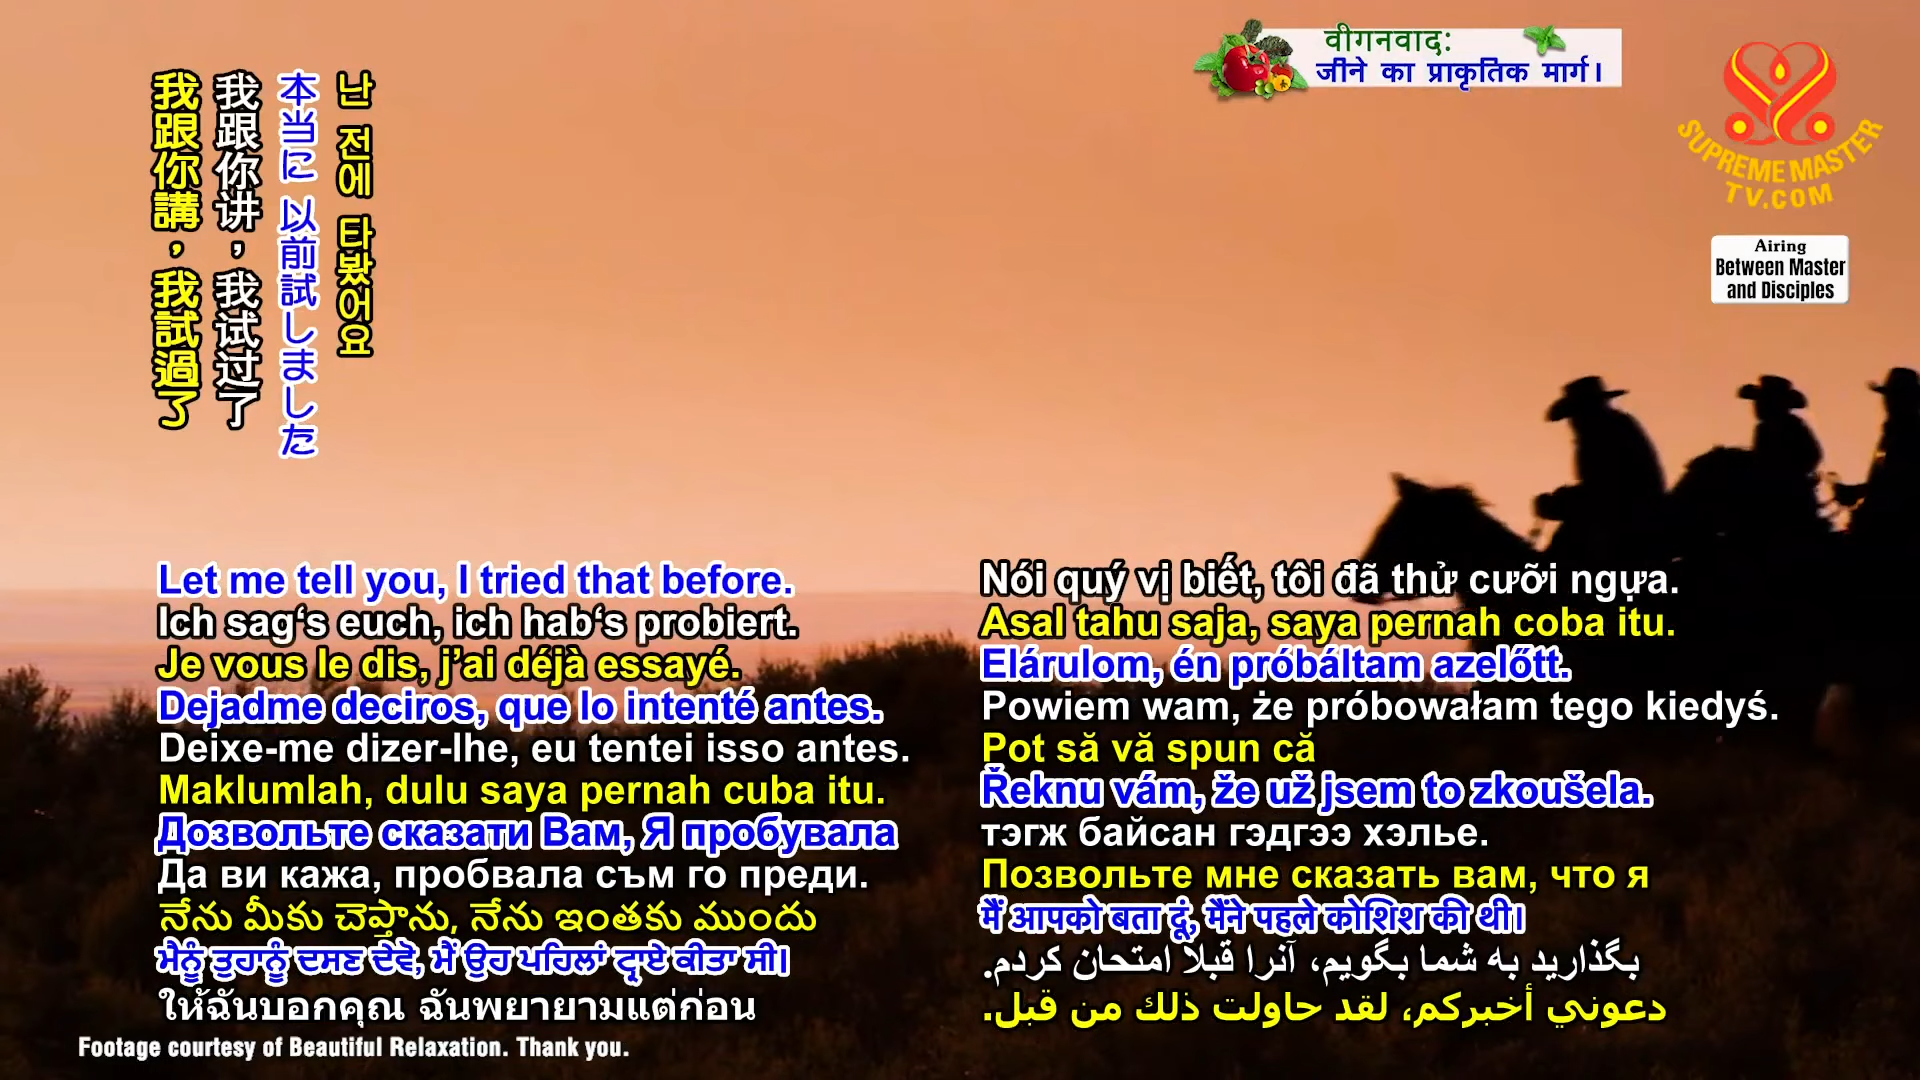 वीगनवाद:
जीने का प्राकृतिक मार्ग।
SUPREME MASTER
TV.COM
Airing
Between Master
and Disciples
我跟你講，我試過了
我跟你讲，我试过了
本当に 以前試しました
난 전에 타봤어요
Let me tell you, I tried that before.
Ich sag‘s euch, ich hab‘s probiert.
Je vous le dis, j’ai déjà essayé.
Dejadme deciros, que lo intenté antes.
Deixe-me dizer-lhe, eu tentei isso antes.
Maklumlah, dulu saya pernah cuba itu.
Дозвольте сказати Вам, Я пробувала
Да ви кажа, пробвала съм го преди.
నేను మీకు చెప్తాను, నేను ఇంతకు ముందు
ਮੈਨੂੰ ਤੁਹਾਨੂੰ ਦਸਣ ਦੇਵੋ, ਮੈਂ ਉਹ ਪਹਿਲਾਂ ਟ੍ਰਾਏ ਕੀਤਾ ਸੀ।
ให้ฉันบอกคุณ ฉันพยายามแต่ก่อน
Nói quý vị biết, tôi đã thử cưỡi ngựa.
Asal tahu saja, saya pernah coba itu.
Elárulom, én próbáltam azelőtt.
Powiem wam, że próbowałam tego kiedyś.
Pot să vă spun că
Řeknu vám, že už jsem to zkoušela.
тэгж байсан гэдгээ хэлье.
Позвольте мне сказать вам, что я
मैं आपको बता दूं, मैंने पहले कोशिश की थी।
بگذارید به شما بگویم، آنرا قبلاً امتحان کردم.
دعوني أخبركم، لقد حاولت ذلك من قبل.
Footage courtesy of Beautiful Relaxation. Thank you.